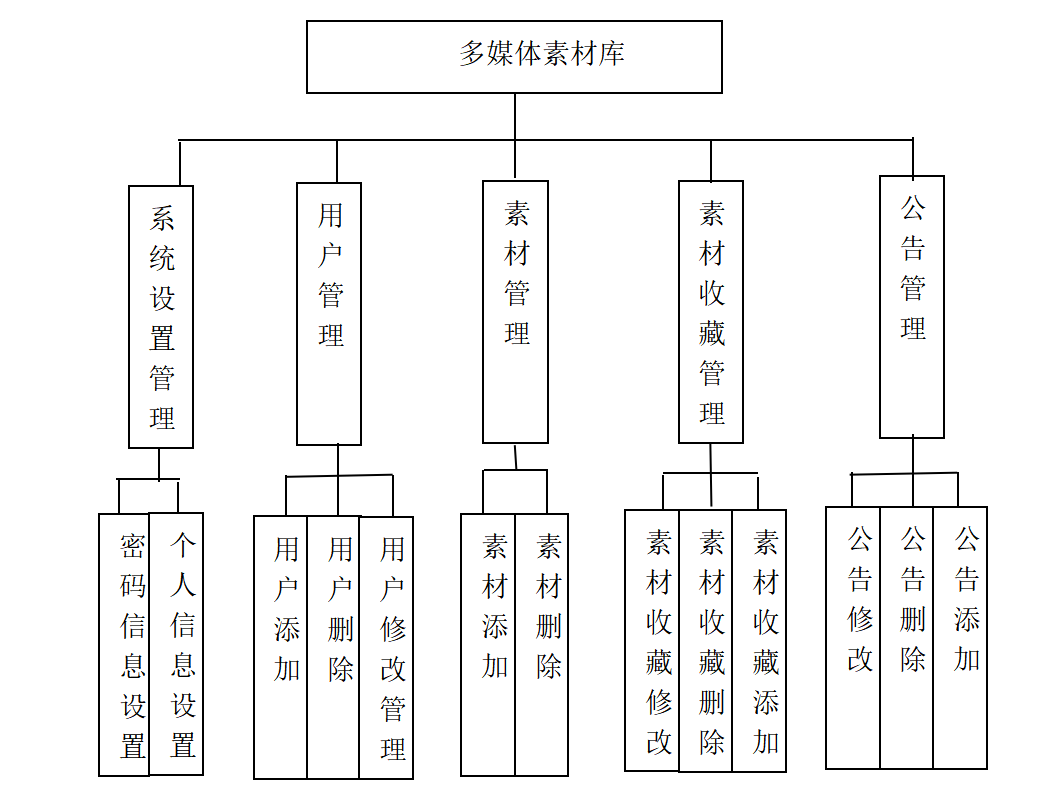 多媒体素材库
系统设置管理
用户管理
素材管理
素材收藏管理
公告管理
密码信息设置
个人信息设置
用户添加
用户删除
用户修改管理
素材添加
素材删除
素材收藏修改
素材收藏删除
素材收藏添加
公告修改
公告删除
公告添加